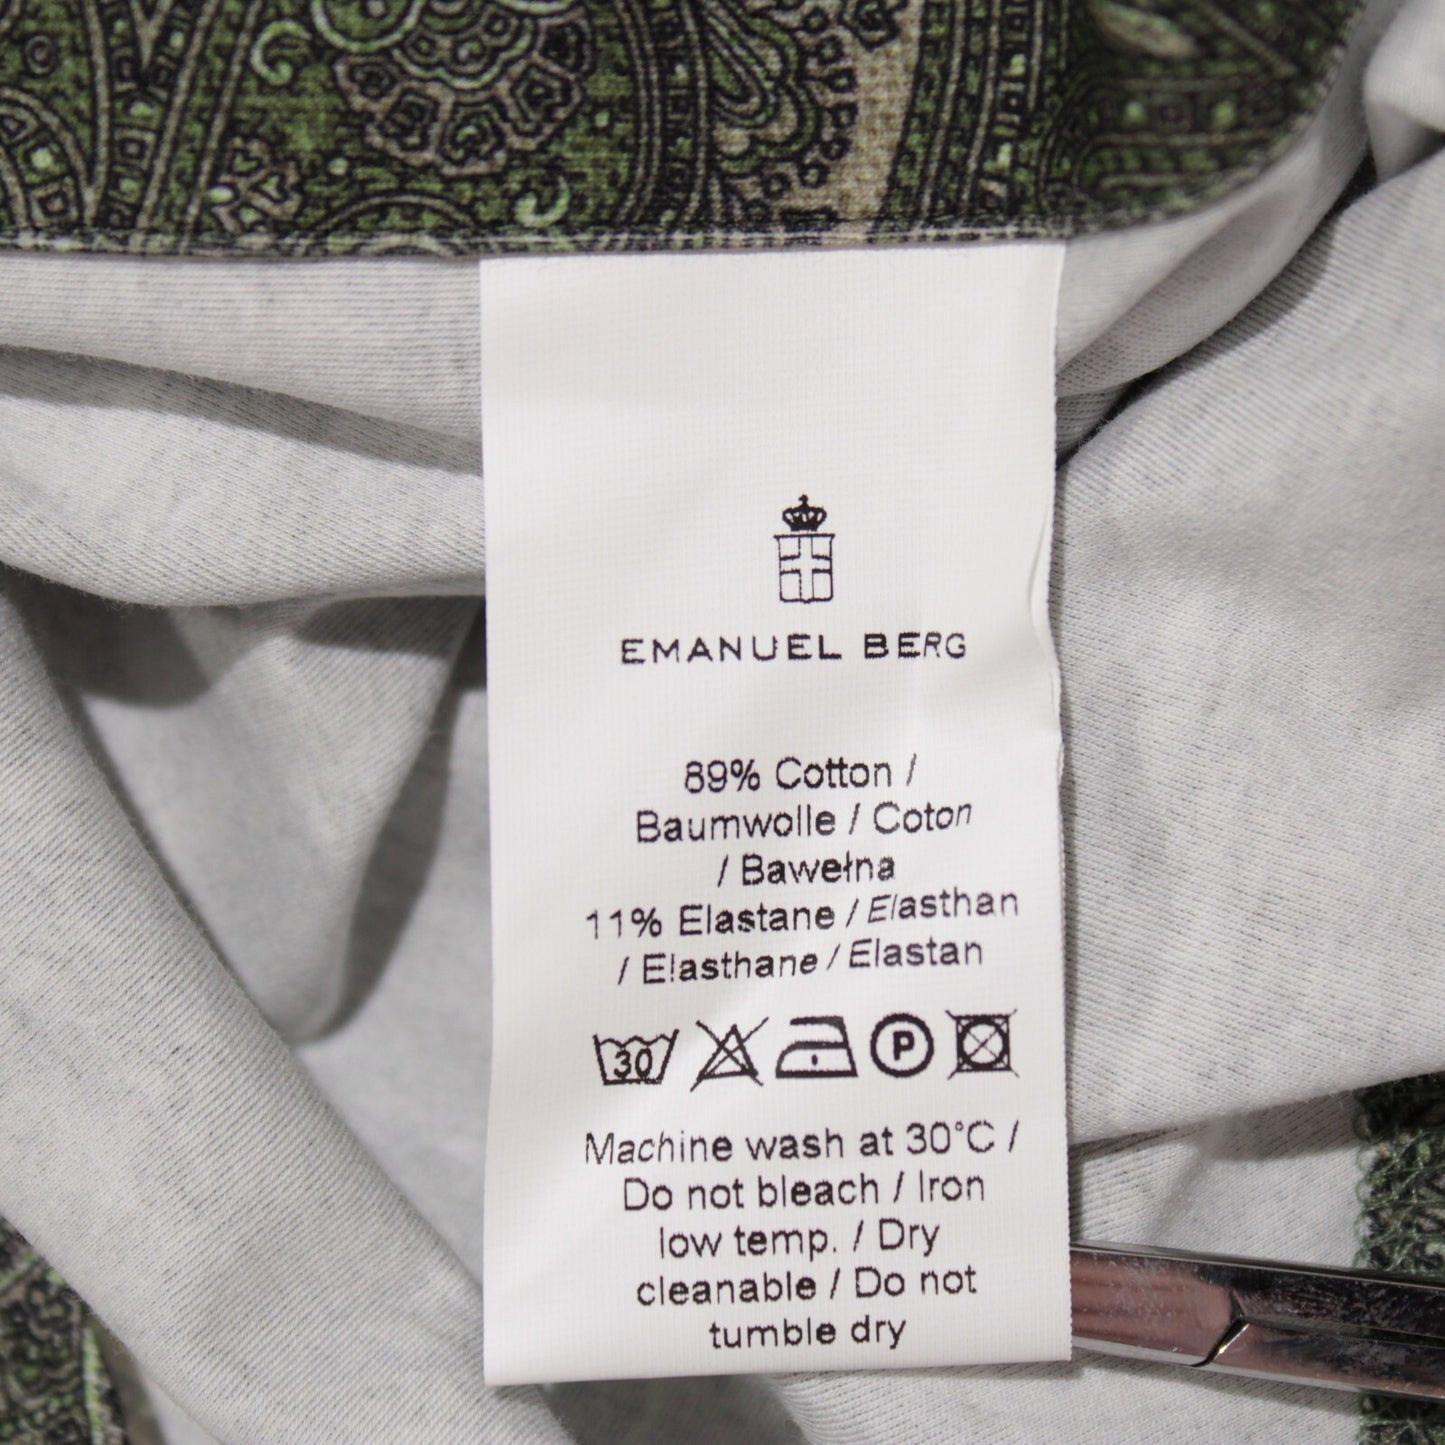 EMANUEL BERG
89% Cotton /
Baumwolle / Coton
/ Bawełna
11% Elastane / Elasthan
/ Elasthane / Elastan
30 P
Machine wash at 30°C /
Do not bleach / Iron
low temp. / Dry
cleanable / Do not
tumble dry